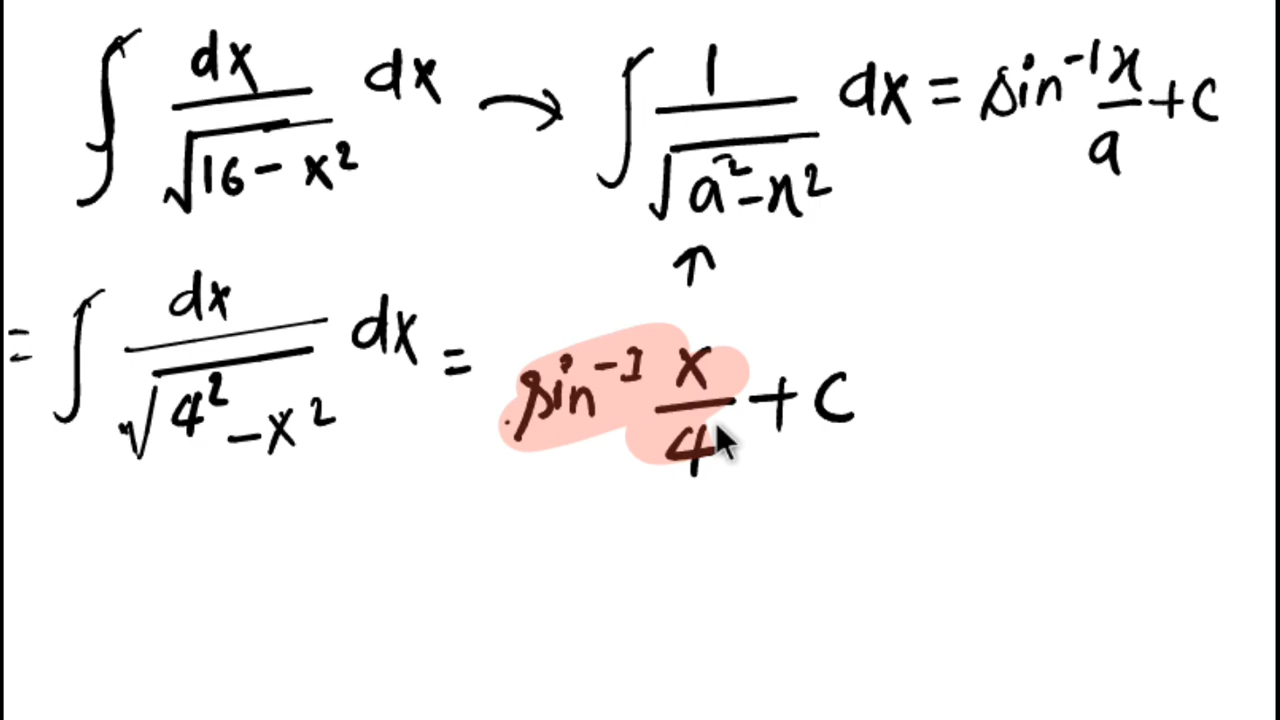 ∫ dx/√(16 - x²) dx → ∫ 1/√(a² - x²) dx = sin⁻¹ x/a + C
↑
= ∫ dx/√(4² - x²) dx = sin⁻¹ x/4 + C